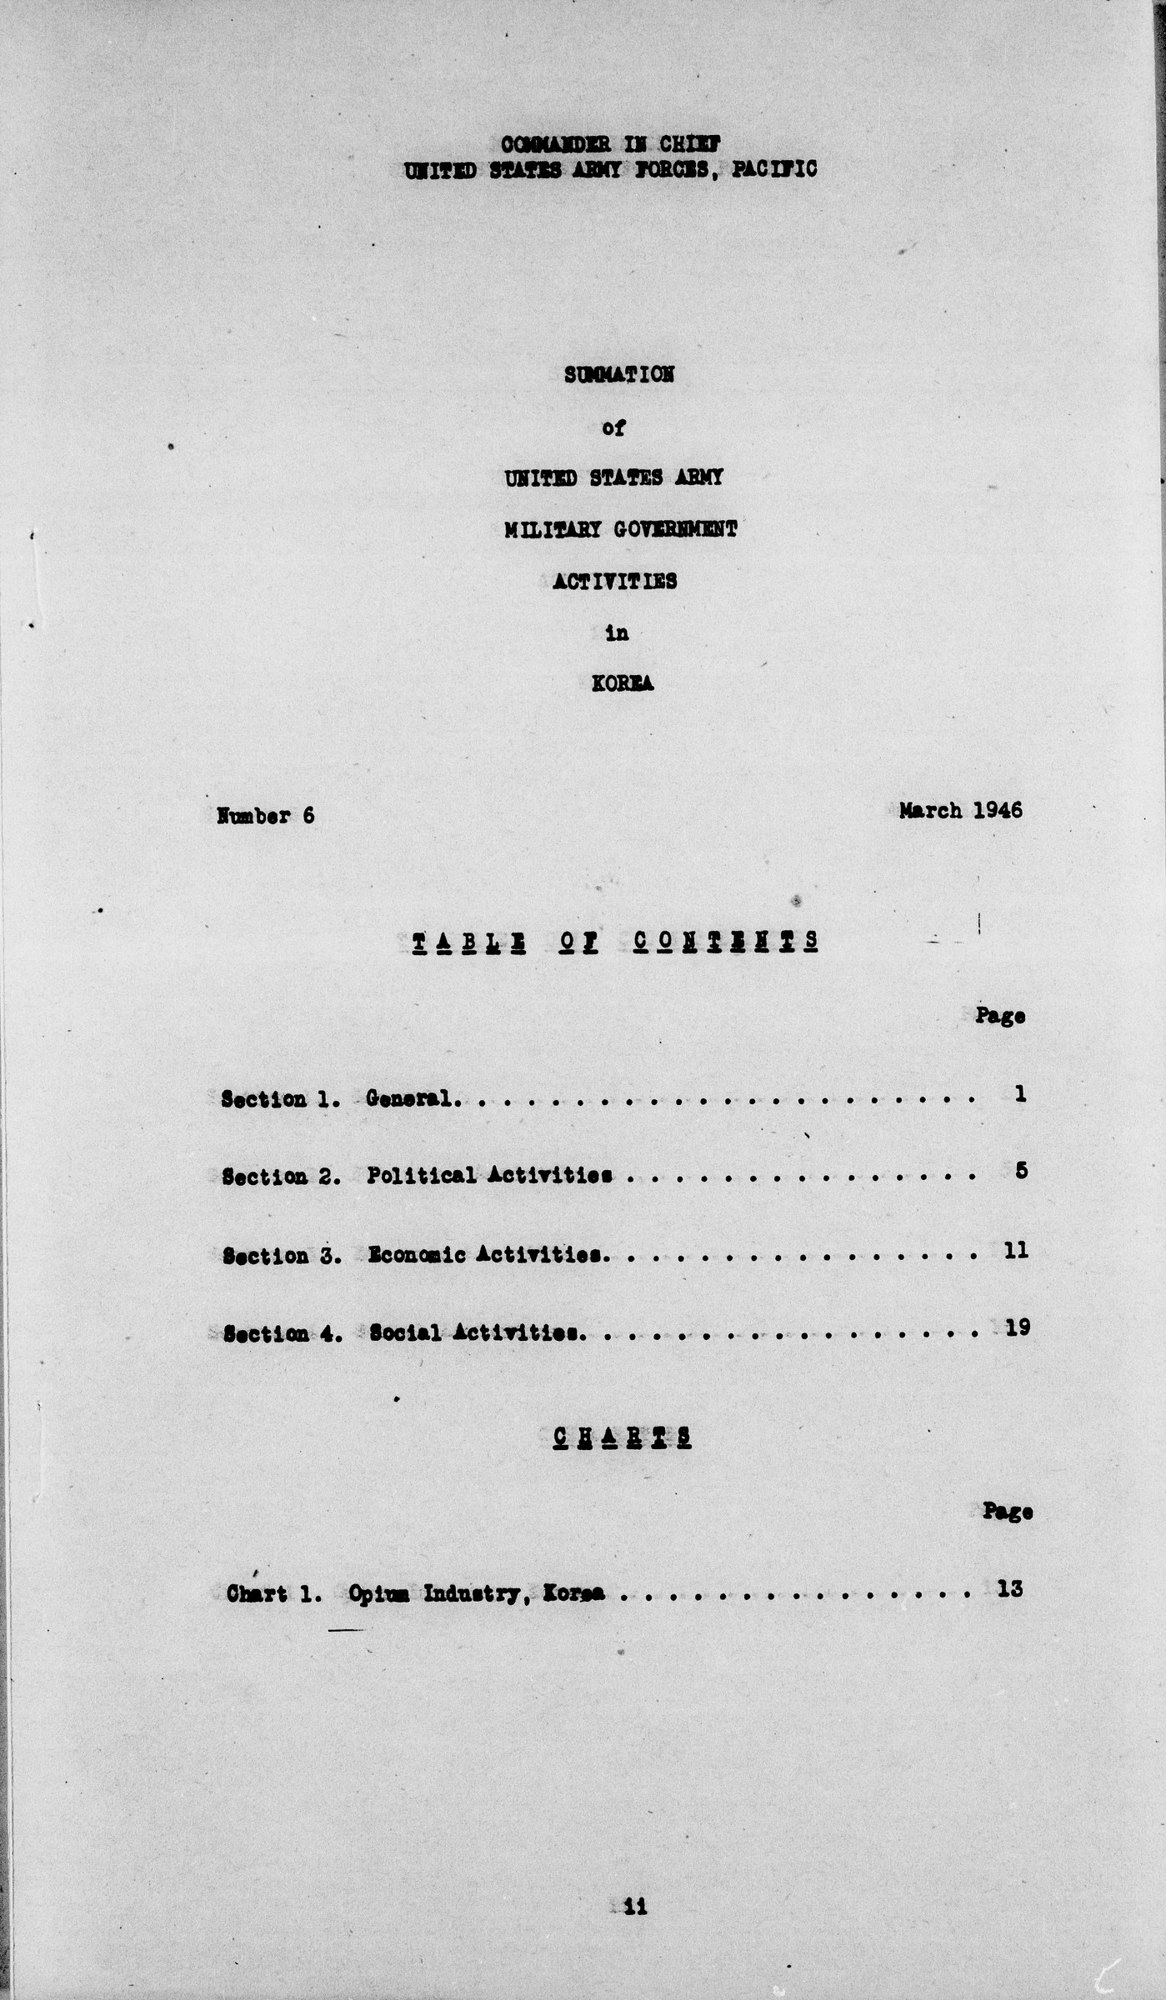 COMMANDER IN CHIEF
UNITED STATES ARMY FORCES, PACIFIC
SUMMATION
of
UNITED STATES ARMY
MILITARY GOVERNMENT
ACTIVITIES
in
KOREA
Number 6 March 1946
TABLE OF CONTENTS
Page
Section 1. General. . . . . . . . . . . . . . . . . . . . . . 1
Section 2. Political Activities . . . . . . . . . . . . . . . 5
Section 3. Economic Activities. . . . . . . . . . . . . . . . 11
Section 4. Social Activities. . . . . . . . . . . . . . . . . 19
CHARTS
Page
Chart 1. Opium Industry, Korea . . . . . . . . . . . . . . . 13
ii